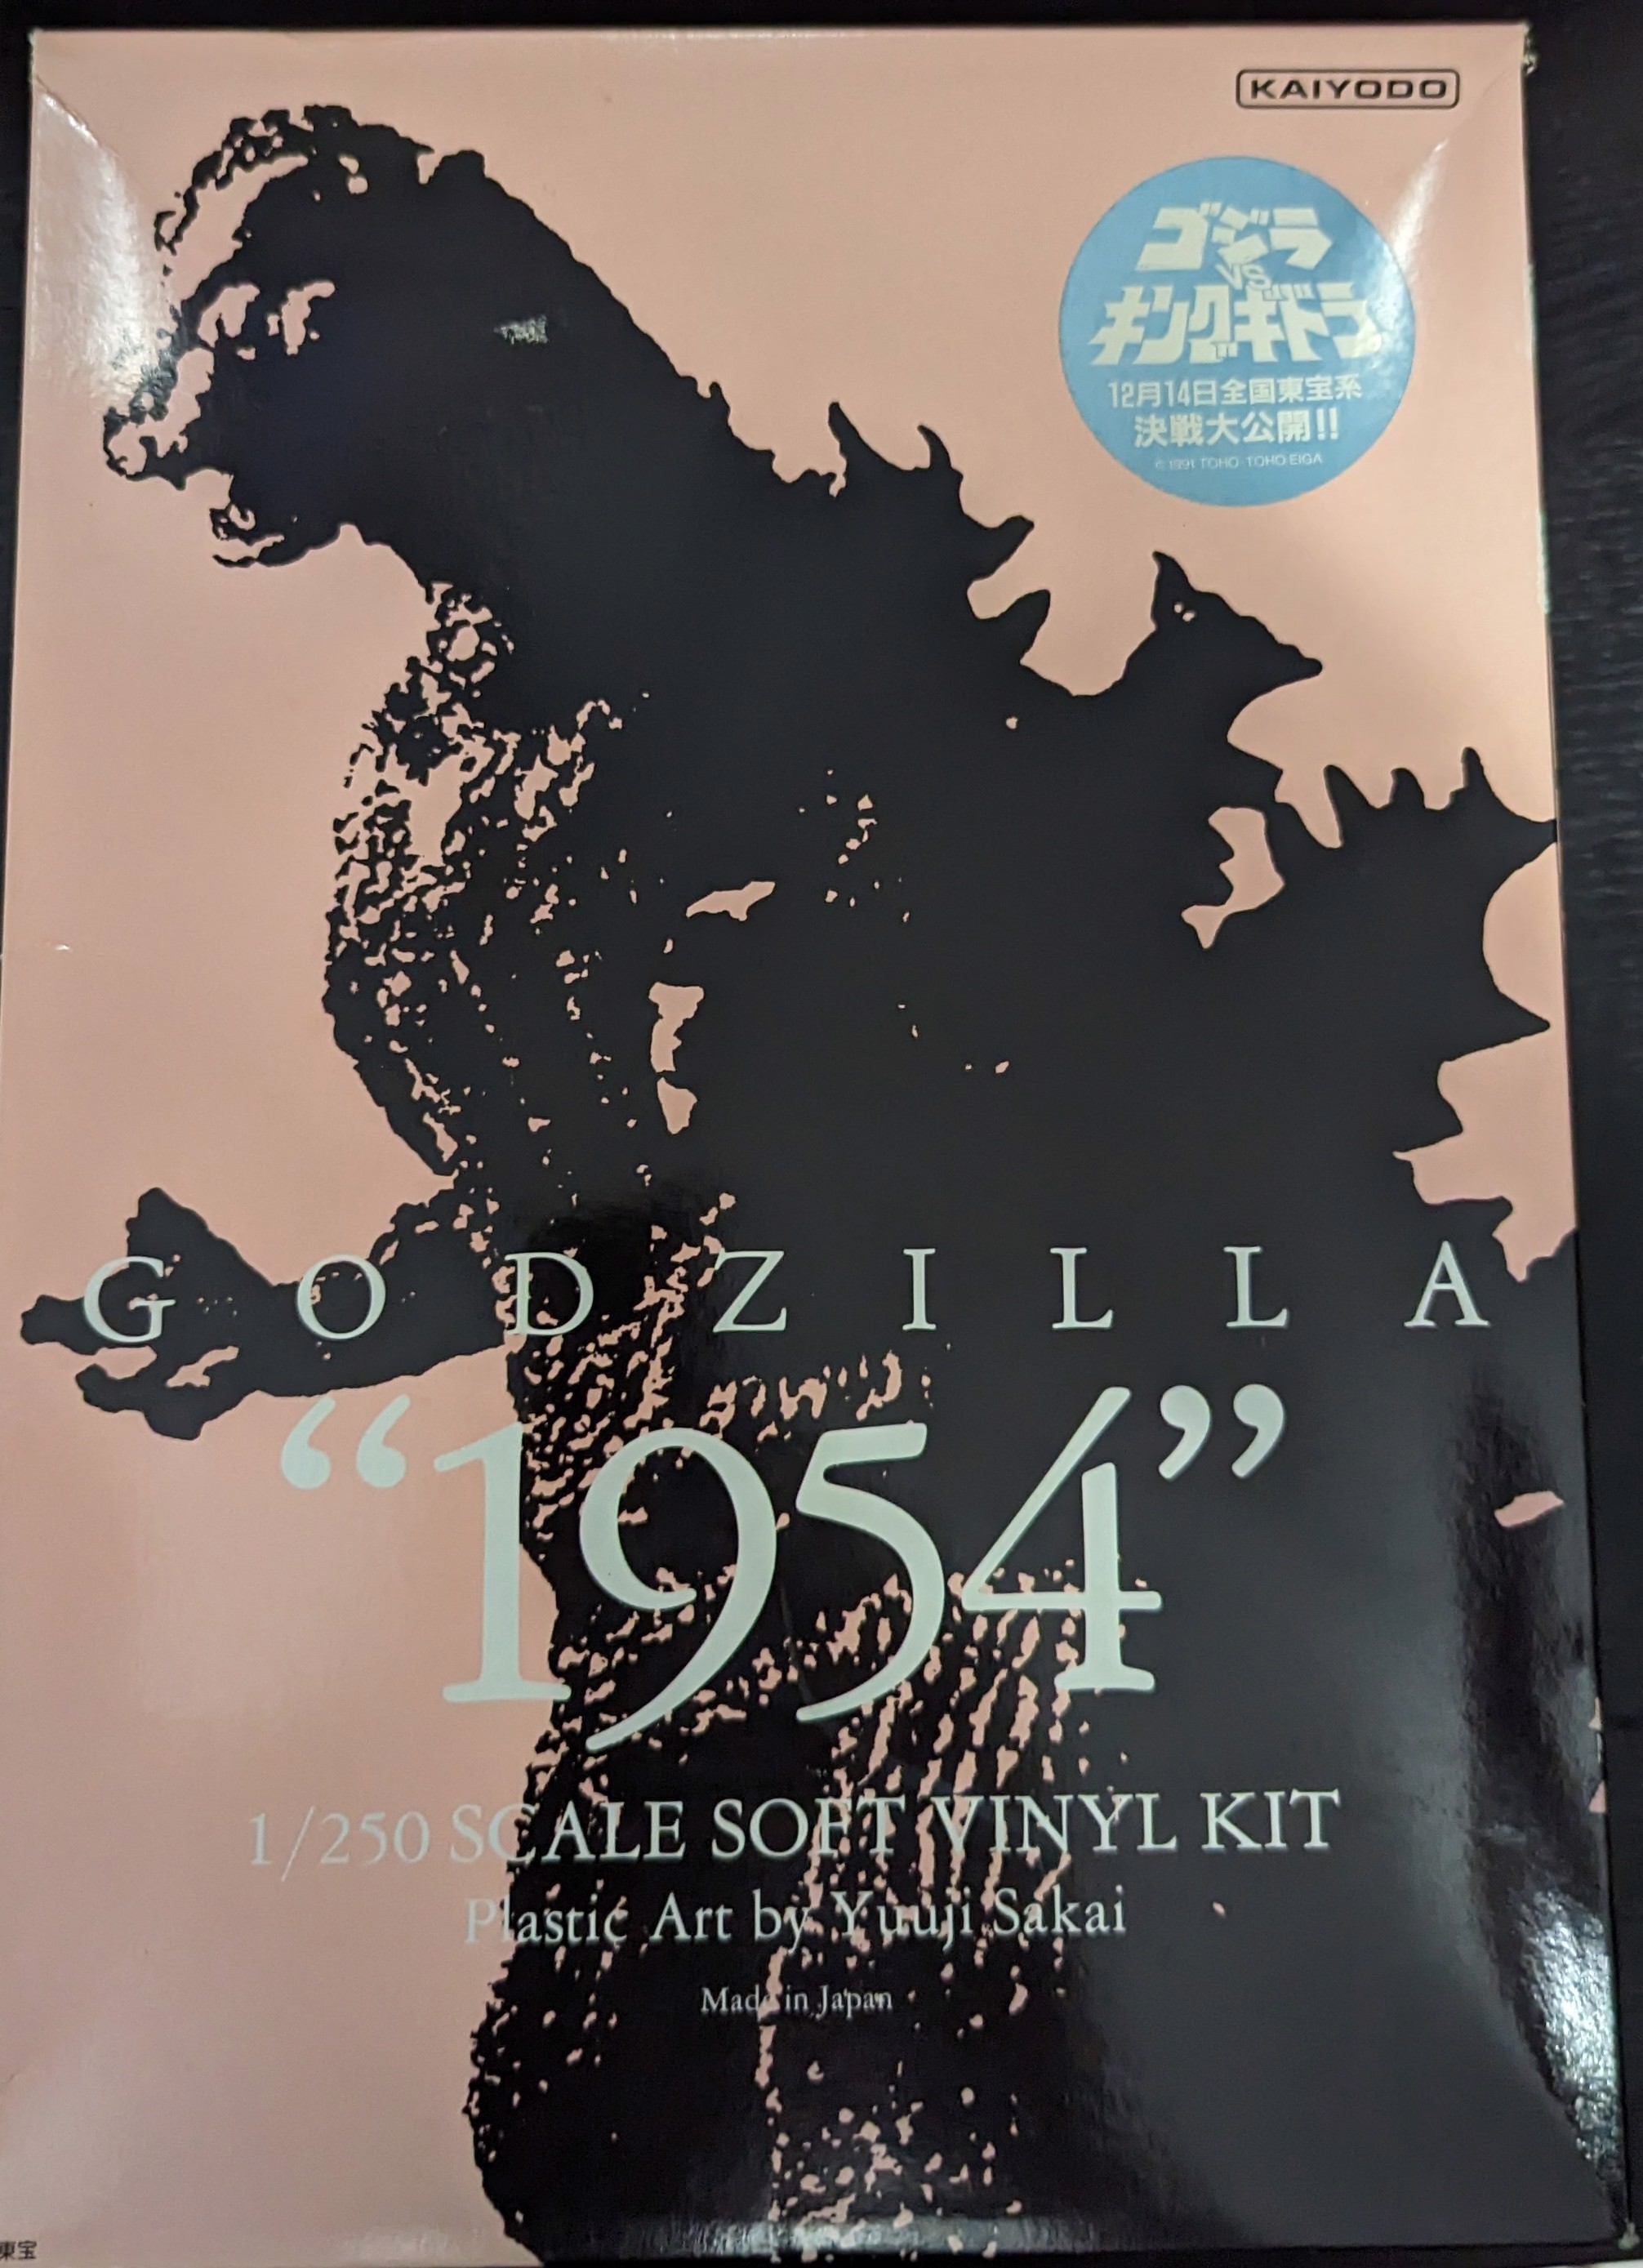 KAIYODO
ゴジラ
VS
キングギドラ
12月14日全国東宝系
決戦大公開!!
© 1991 TOHO・TOHO EIGA
GODZILLA
“1954”
1/250 SCALE SOFT VINYL KIT
Plastic Art by Yuuji Sakai
Made in Japan
東宝